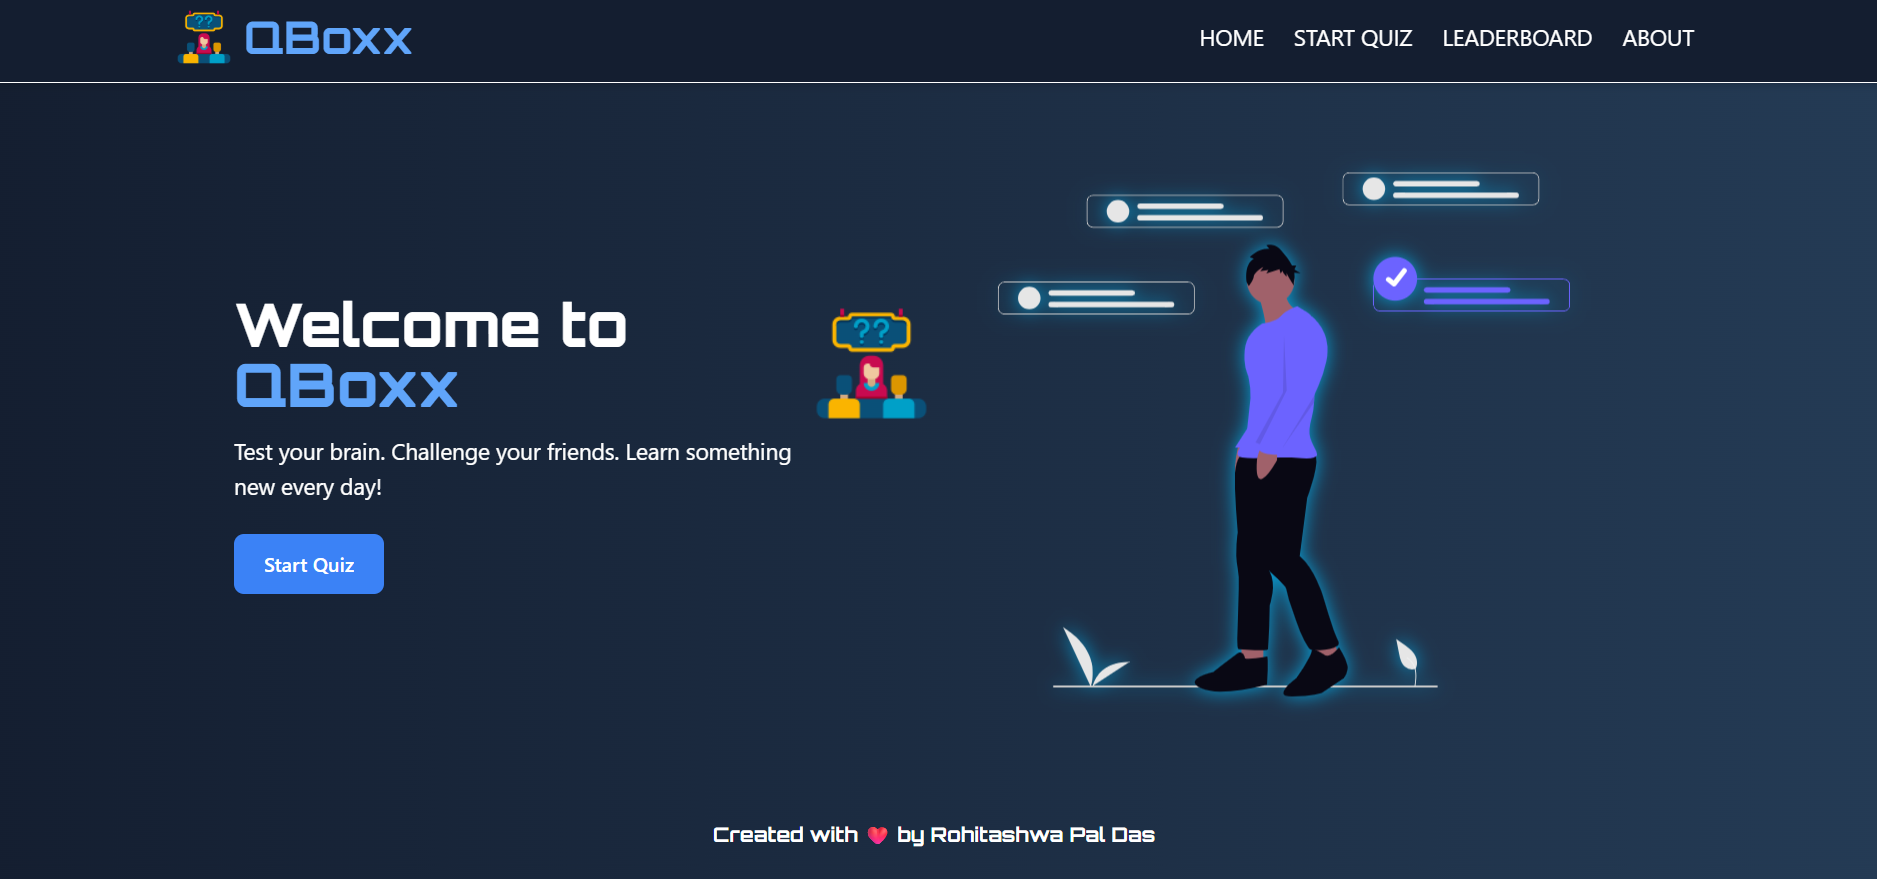 QBoxx
HOME
START QUIZ
LEADERBOARD
ABOUT
??
Welcome to
QBoxx
??
Test your brain. Challenge your friends. Learn something
new every day!
Start Quiz
Created with ❤️ by Rohitashwa Pal Das